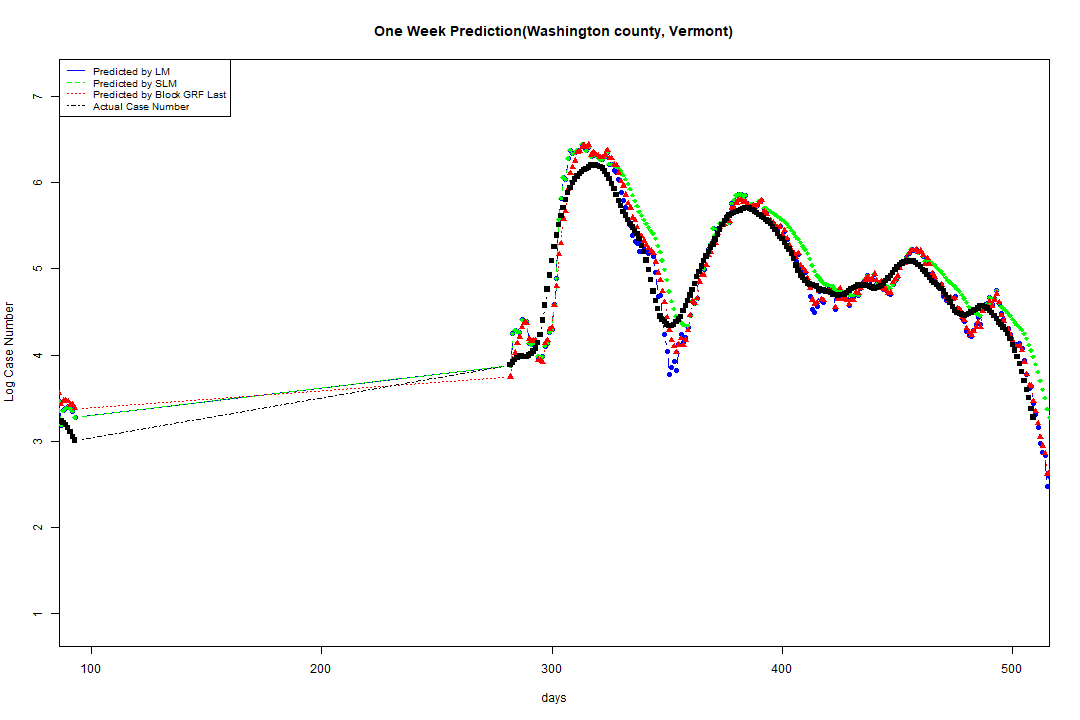 One Week Prediction(Washington county, Vermont)
Predicted by LM
Predicted by SLM
Predicted by Block GRF Last
Actual Case Number
7
6
5
4
3
2
1
Log Case Number
100 200 300 400 500
days